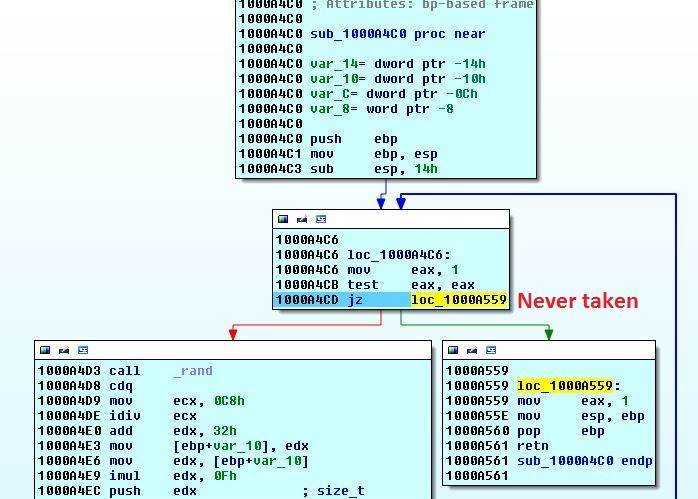 1000A4C0 ; Attributes: bp-based frame
1000A4C0
1000A4C0 sub_1000A4C0 proc near
1000A4C0
1000A4C0 var_14= dword ptr -14h
1000A4C0 var_10= dword ptr -10h
1000A4C0 var_C= dword ptr -0Ch
1000A4C0 var_8= word ptr -8
1000A4C0
1000A4C0 push ebp
1000A4C1 mov ebp, esp
1000A4C3 sub esp, 14h
1000A4C6
1000A4C6 loc_1000A4C6:
1000A4C6 mov eax, 1
1000A4CB test eax, eax
1000A4CD jz loc_1000A559
Never taken
1000A4D3 call _rand
1000A4D8 cdq
1000A4D9 mov ecx, 0C8h
1000A4DE idiv ecx
1000A4E0 add edx, 32h
1000A4E3 mov [ebp+var_10], edx
1000A4E6 mov edx, [ebp+var_10]
1000A4E9 imul edx, 0Fh
1000A4EC push edx ; size_t
1000A559
1000A559 loc_1000A559:
1000A559 mov eax, 1
1000A55E mov esp, ebp
1000A560 pop ebp
1000A561 retn
1000A561 sub_1000A4C0 endp
1000A561